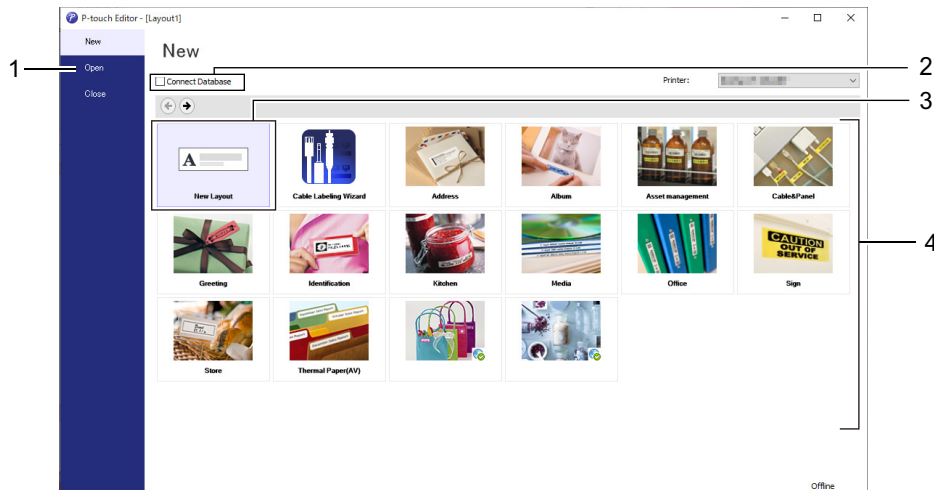 P-touch Editor - [Layout1]
New
New
1
Open
2
Connect Database
Printer:
Close
3
A
New Layout
Cable Labeling Wizard
Address
Album
Asset management
Cable&Panel
4
CAUTION
OUT OF
SERVICE
Greeting
Identification
Kitchen
Media
Office
Sign
Store
Thermal Paper(AV)
Offline